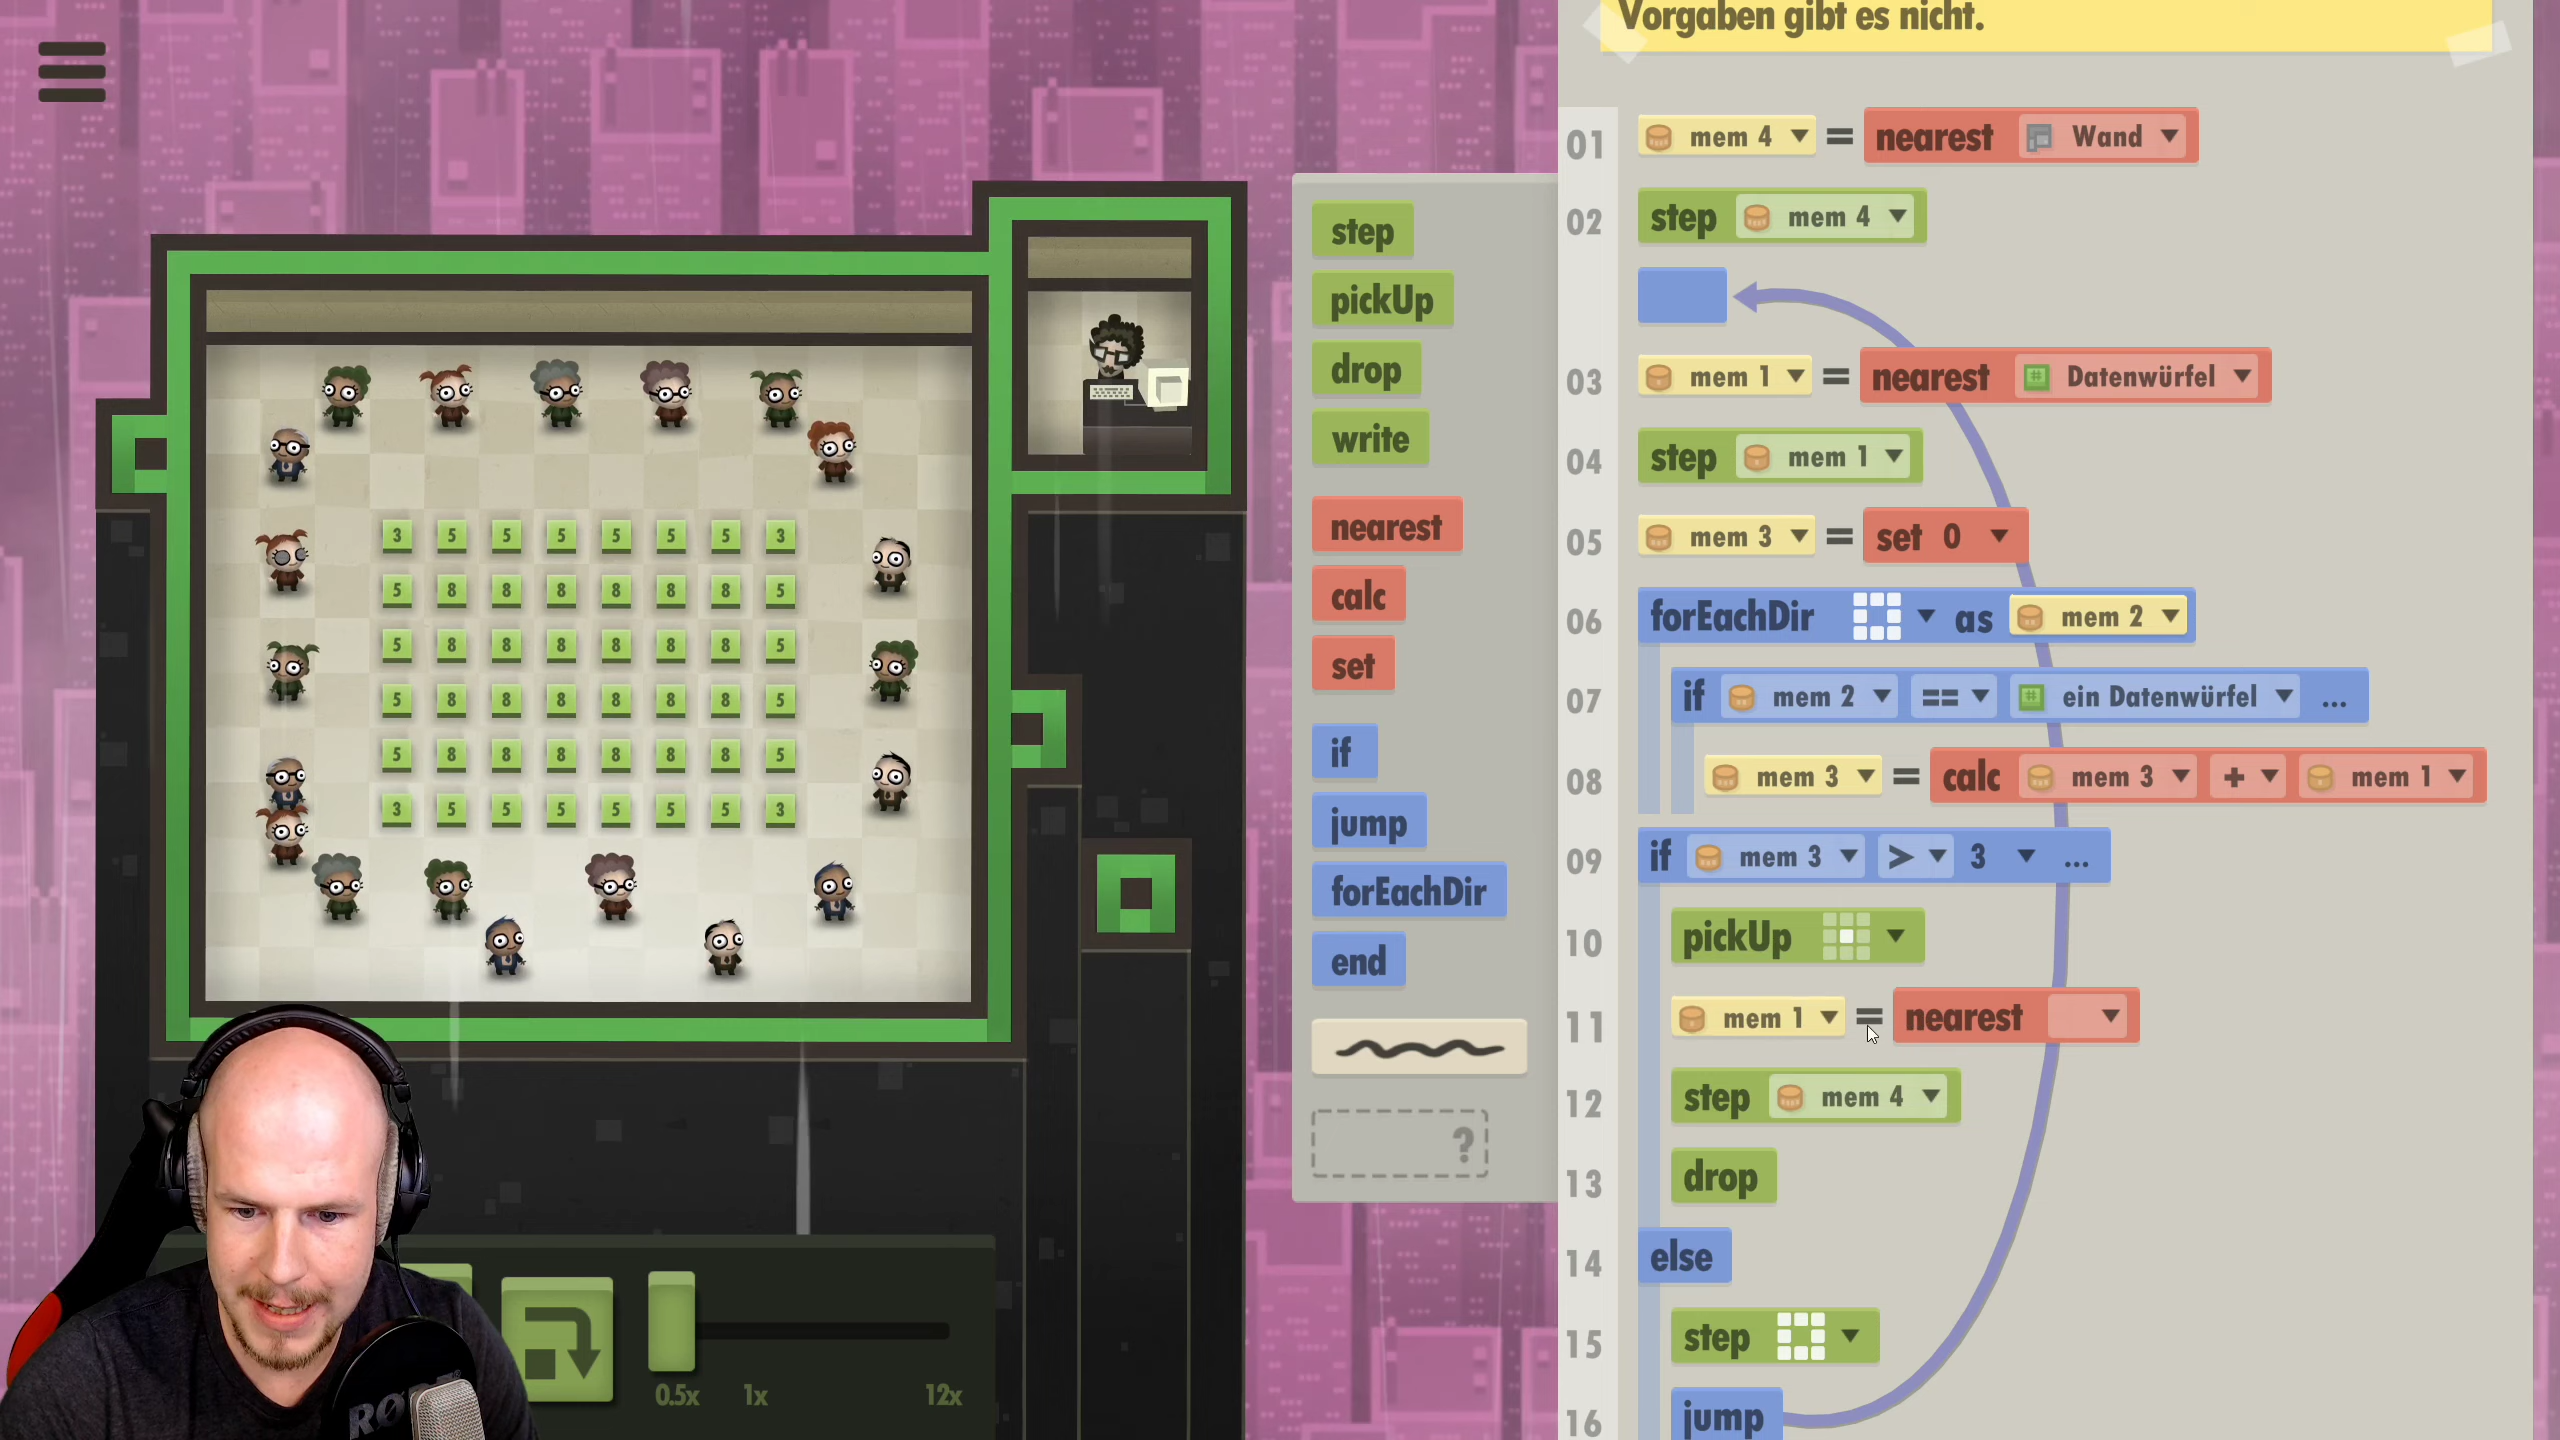 Vorgaben gibt es nicht.
01 mem 4 = nearest Wand
02 step mem 4
03 mem 1 = nearest Datenwürfel
04 step mem 1
05 mem 3 = set 0
06 forEachDir as mem 2
07 if mem 2 == ein Datenwürfel ...
08 mem 3 = calc mem 3 + mem 1
09 if mem 3 > 3 ...
10 pickUp
11 mem 1 = nearest
12 step mem 4
13 drop
14 else
15 step
16 jump
step
pickUp
drop
write
nearest
calc
set
if
jump
forEachDir
end
?
3 5 5 5 5 5 5 3
5 8 8 8 8 8 8 5
5 8 8 8 8 8 8 5
5 8 8 8 8 8 8 5
5 8 8 8 8 8 8 5
3 5 5 5 5 5 5 3
0.5x 1x 12x